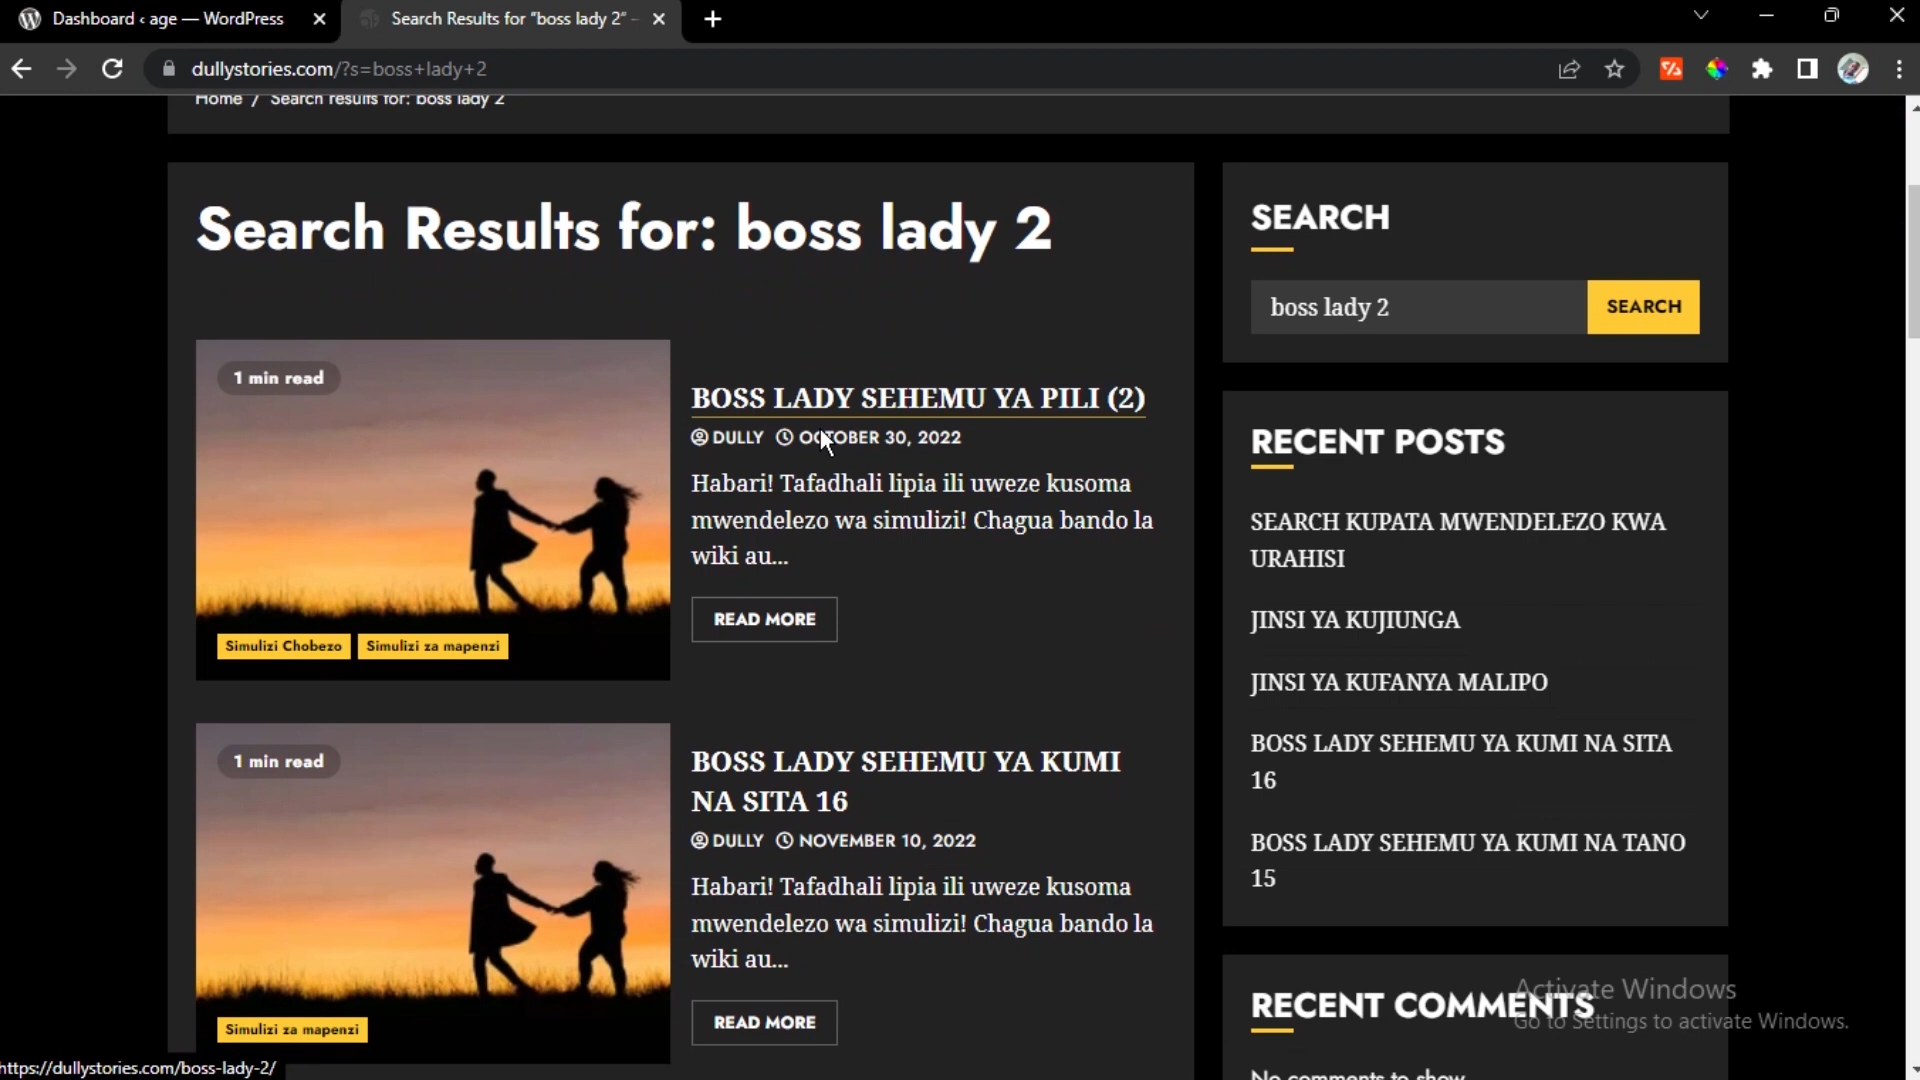 Dashboard ‹ age — WordPress
Search Results for "boss lady 2" -
dullystories.com/?s=boss+lady+2
Home / Search results for: boss lady 2
Search Results for: boss lady 2
1 min read
Simulizi Chobezo
Simulizi za mapenzi
BOSS LADY SEHEMU YA PILI (2)
DULLY OCTOBER 30, 2022
Habari! Tafadhali lipia ili uweze kusoma
mwendelezo wa simulizi! Chagua bando la
wiki au...
READ MORE
1 min read
Simulizi za mapenzi
BOSS LADY SEHEMU YA KUMI
NA SITA 16
DULLY NOVEMBER 10, 2022
Habari! Tafadhali lipia ili uweze kusoma
mwendelezo wa simulizi! Chagua bando la
wiki au...
READ MORE
SEARCH
boss lady 2
SEARCH
RECENT POSTS
SEARCH KUPATA MWENDELEZO KWA
URAHISI
JINSI YA KUJIUNGA
JINSI YA KUFANYA MALIPO
BOSS LADY SEHEMU YA KUMI NA SITA
16
BOSS LADY SEHEMU YA KUMI NA TANO
15
RECENT COMMENTS
No comments to show.
Activate Windows
Go to Settings to activate Windows.
https://dullystories.com/boss-lady-2/